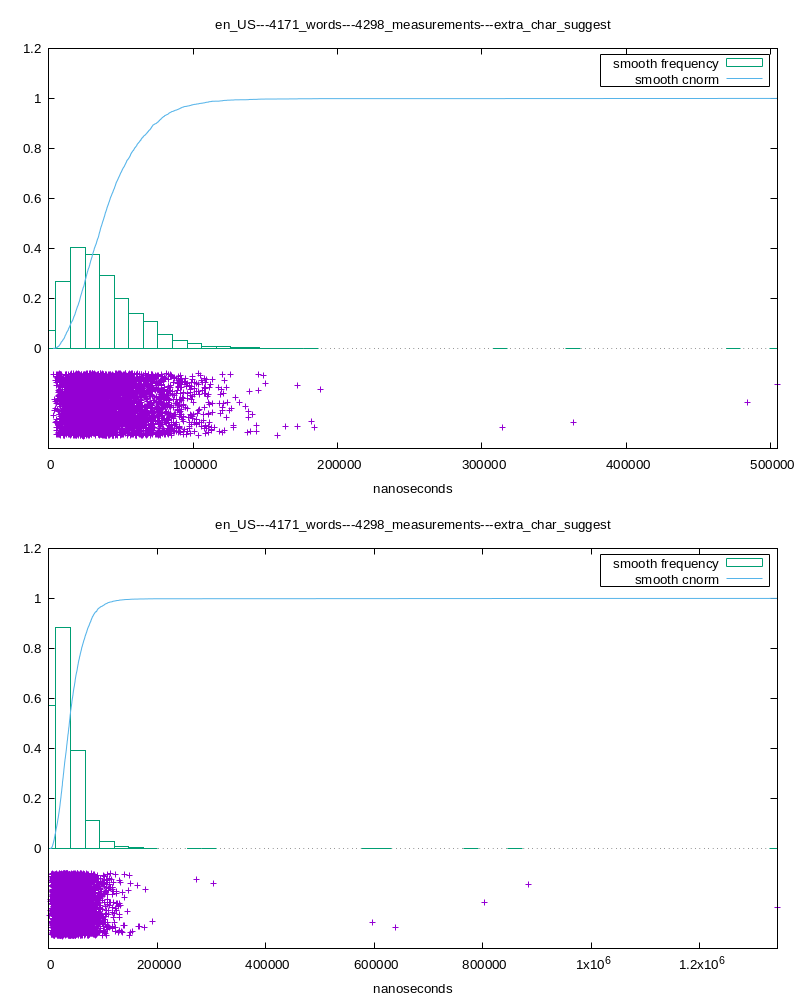 en_US---4171_words---4298_measurements---extra_char_suggest
1.2
smooth frequency
smooth cnorm
1
0.8
0.6
0.4
0.2
0
0 100000 200000 300000 400000 500000
nanoseconds
en_US---4171_words---4298_measurements---extra_char_suggest
1.2
smooth frequency
smooth cnorm
1
0.8
0.6
0.4
0.2
0
0 200000 400000 600000 800000 1x10⁶ 1.2x10⁶
nanoseconds